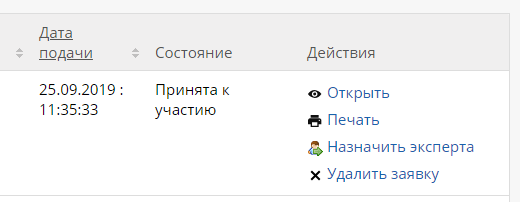 Дата
подачи
Состояние
Действия
25.09.2019 :
11:35:33
Принята к
участию
Открыть
Печать
Назначить эксперта
Удалить заявку